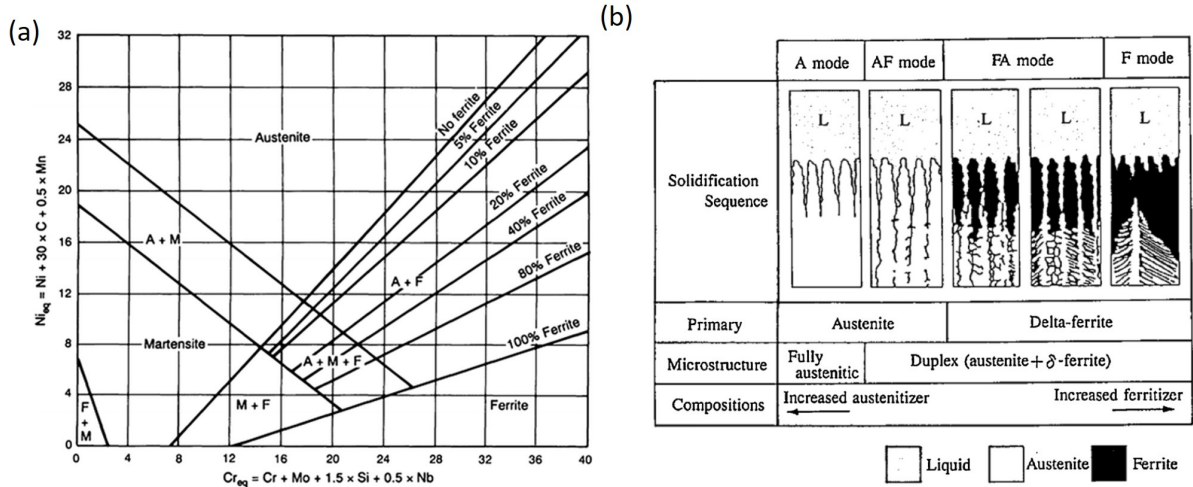 (a)
32
28
24
20
16
12
8
4
0
Ni_eq = Ni + 30 × C + 0.5 × Mn
Austenite
No ferrite
5% Ferrite
10% Ferrite
20% Ferrite
40% Ferrite
80% Ferrite
100% Ferrite
A + M
A + F
Martensite
A + M + F
M + F
Ferrite
F
+
M
0 4 8 12 16 20 24 28 32 36 40
Cr_eq = Cr + Mo + 1.5 × Si + 0.5 × Nb
(b)
A mode AF mode FA mode F mode
Solidification
Sequence
L L L L L
Primary Austenite Delta-ferrite
Microstructure Fully
austenitic Duplex (austenite+δ-ferrite)
Compositions Increased austenitizer Increased ferritizer
Liquid Austenite Ferrite